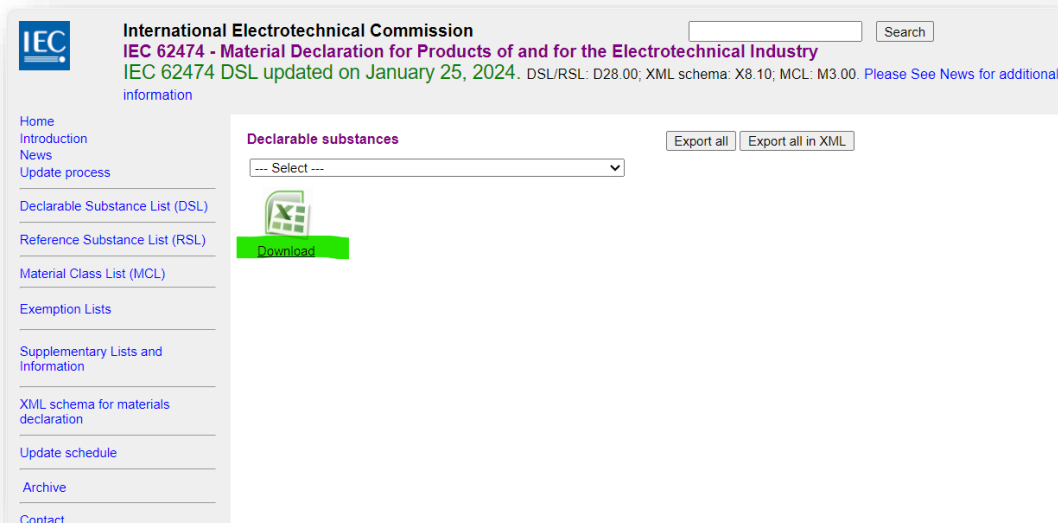 IEC
International Electrotechnical Commission
Search
IEC 62474 - Material Declaration for Products of and for the Electrotechnical Industry
IEC 62474 DSL updated on January 25, 2024. DSL/RSL: D28.00; XML schema: X8.10; MCL: M3.00. Please See News for additional
information
Home
Introduction
News
Update process
Declarable Substance List (DSL)
Reference Substance List (RSL)
Material Class List (MCL)
Exemption Lists
Supplementary Lists and
Information
XML schema for materials
declaration
Update schedule
Archive
Contact
Declarable substances
Export all
Export all in XML
--- Select ---
Download